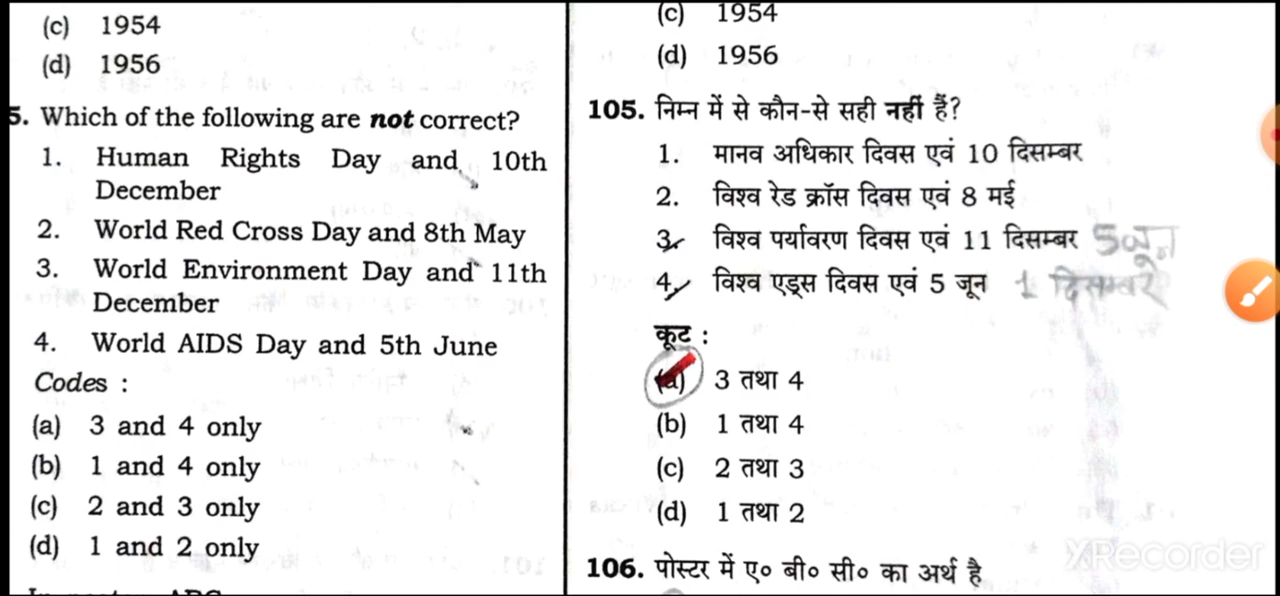 (c) 1954
(d) 1956
5. Which of the following are not correct?
1. Human Rights Day and 10th
December
2. World Red Cross Day and 8th May
3. World Environment Day and 11th
December
4. World AIDS Day and 5th June
Codes :
(a) 3 and 4 only
(b) 1 and 4 only
(c) 2 and 3 only
(d) 1 and 2 only
(c) 1954
(d) 1956
105. निम्न में से कौन-से सही नहीं हैं?
1. मानव अधिकार दिवस एवं 10 दिसम्बर
2. विश्व रेड क्रॉस दिवस एवं 8 मई
3. विश्व पर्यावरण दिवस एवं 11 दिसम्बर 5 जून
4. विश्व एड्स दिवस एवं 5 जून 1 दिसम्बर
कूट :
(a) 3 तथा 4
(b) 1 तथा 4
(c) 2 तथा 3
(d) 1 तथा 2
106. पोस्टर में ए० बी० सी० का अर्थ है
XRecorder